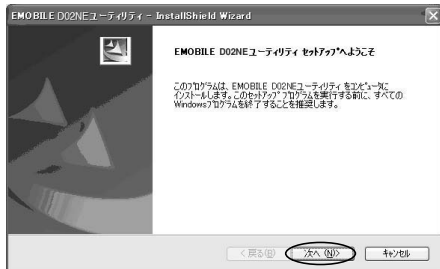 EMOBILE D02NEユーティリティ - InstallShield Wizard
EMOBILE D02NEユーティリティ セットアップへようこそ
このプログラムは、EMOBILE D02NEユーティリティ をコンピュータに
インストールします。このセットアップ プログラムを実行する前に、すべての
Windowsプログラムを終了することを推奨します。
< 戻る(B)
次へ(N)>
キャンセル